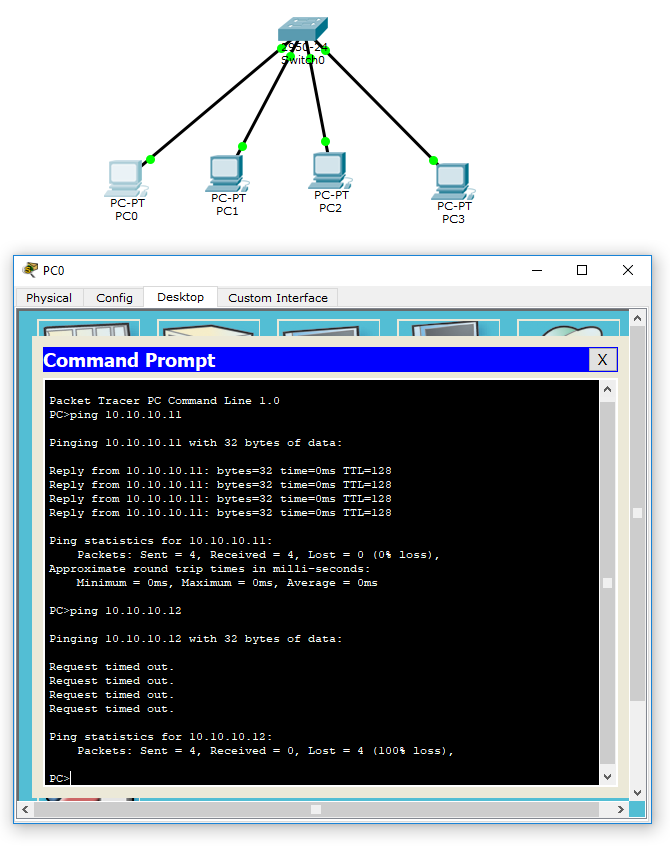 2950-24
Switch0
PC-PT
PC0
PC-PT
PC1
PC-PT
PC2
PC-PT
PC3
PC0
Physical Config Desktop Custom Interface
Command Prompt X
Packet Tracer PC Command Line 1.0
PC>ping 10.10.10.11
Pinging 10.10.10.11 with 32 bytes of data:
Reply from 10.10.10.11: bytes=32 time=0ms TTL=128
Reply from 10.10.10.11: bytes=32 time=0ms TTL=128
Reply from 10.10.10.11: bytes=32 time=0ms TTL=128
Reply from 10.10.10.11: bytes=32 time=0ms TTL=128
Ping statistics for 10.10.10.11:
Packets: Sent = 4, Received = 4, Lost = 0 (0% loss),
Approximate round trip times in milli-seconds:
Minimum = 0ms, Maximum = 0ms, Average = 0ms
PC>ping 10.10.10.12
Pinging 10.10.10.12 with 32 bytes of data:
Request timed out.
Request timed out.
Request timed out.
Request timed out.
Ping statistics for 10.10.10.12:
Packets: Sent = 4, Received = 0, Lost = 4 (100% loss),
PC>